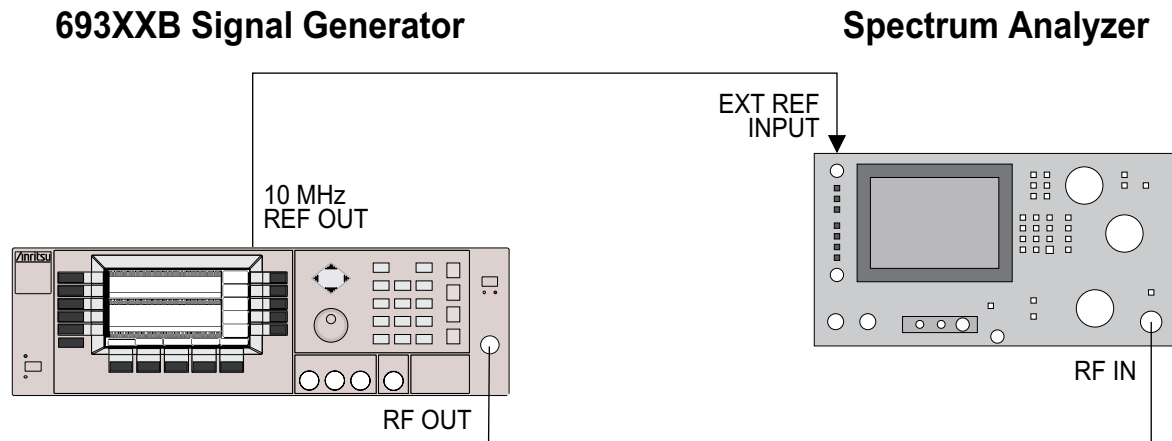 693XXB Signal Generator
Spectrum Analyzer
EXT REF
INPUT
10 MHz
REF OUT
Anritsu
RF IN
RF OUT